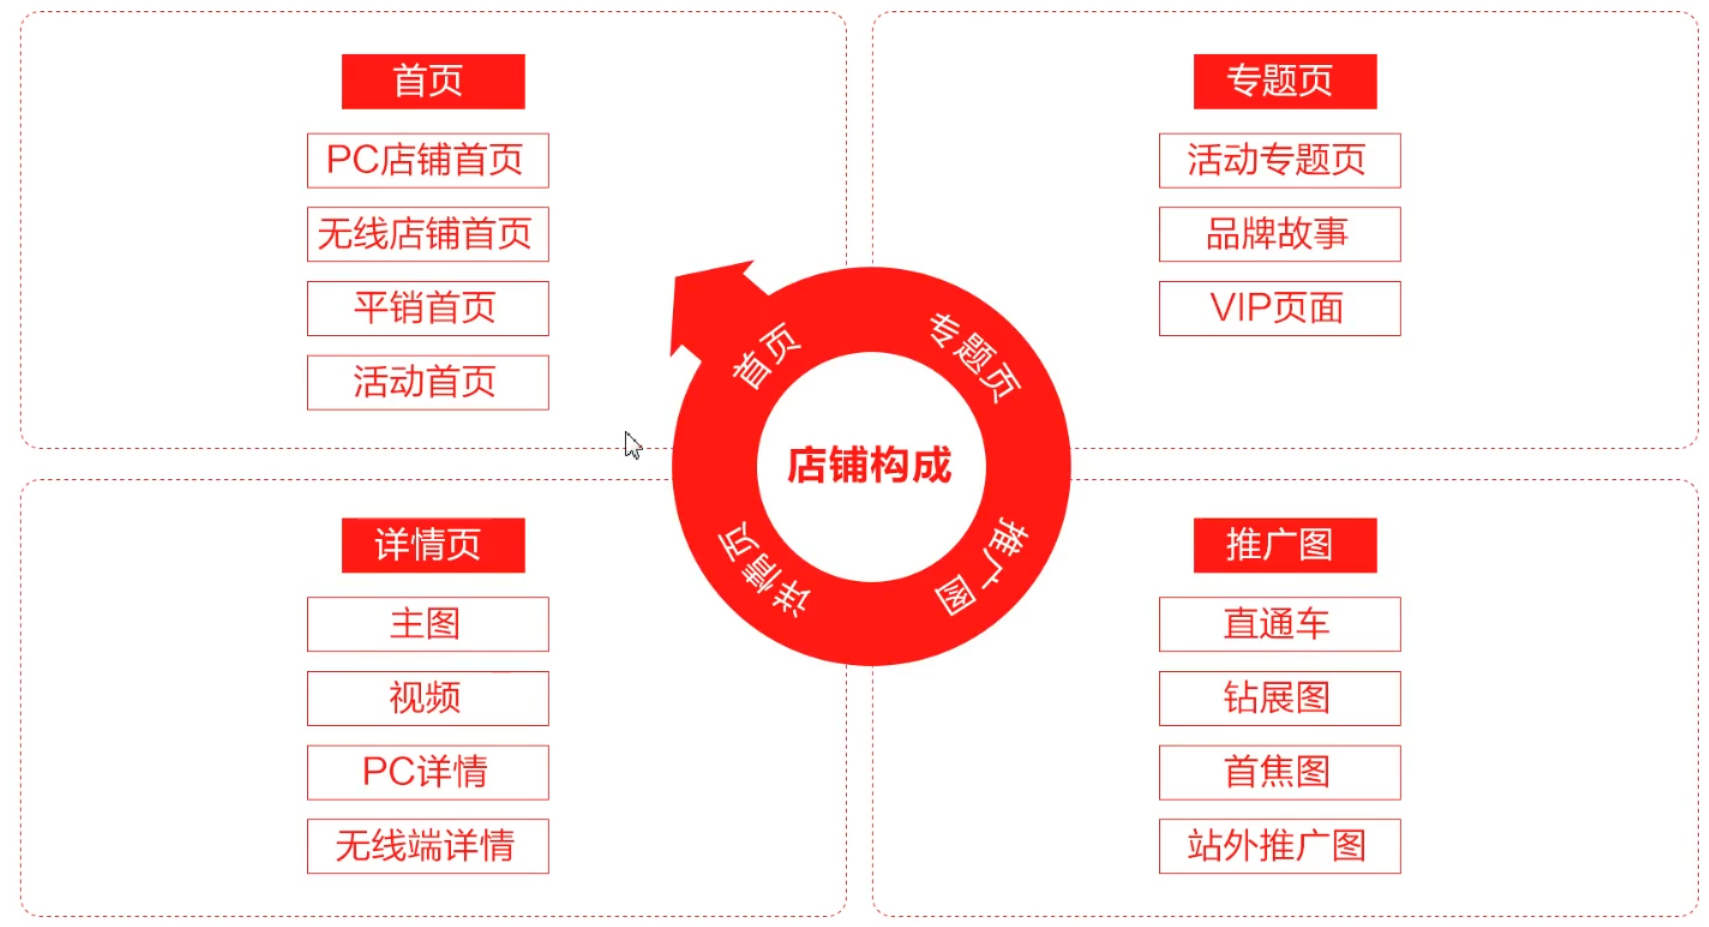 首页
PC店铺首页
无线店铺首页
平销首页
活动首页
专题页
活动专题页
品牌故事
VIP页面
首页
专题页
店铺构成
详情页
推广图
详情页
主图
视频
PC详情
无线端详情
推广图
直通车
钻展图
首焦图
站外推广图